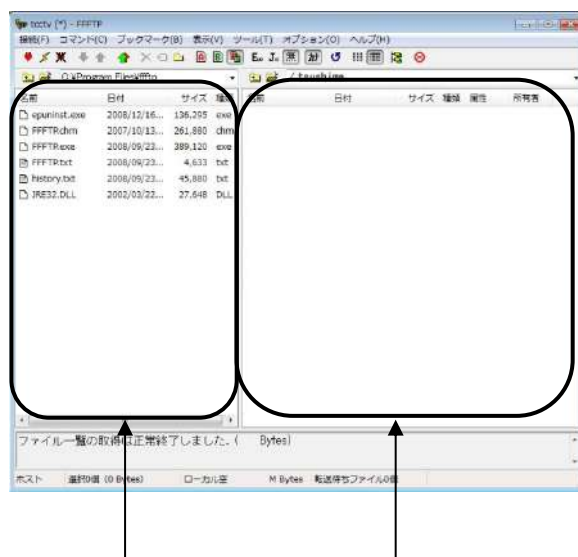 tcctv (*) - FFFTP
接続(F) コマンド(C) ブックマーク(B) 表示(V) ツール(T) オプション(O) ヘルプ(H)
名前 日付 サイズ 種類
名前 日付 サイズ 種類 属性 所有者
epuninst.exe 2008/12/16... 136,295 exe
FFFTP.chm 2007/10/13... 261,880 chm
FFFTP.exe 2008/09/23... 389,120 exe
FFFTP.txt 2008/09/23... 4,633 txt
history.txt 2008/09/23... 45,880 txt
JRE32.DLL 2002/03/22... 27,648 DLL
ファイル一覧の取得は正常終了しました. ( Bytes)
ホスト 選択0個 (0 Bytes) ローカル空 M Bytes 転送待ちファイル0個